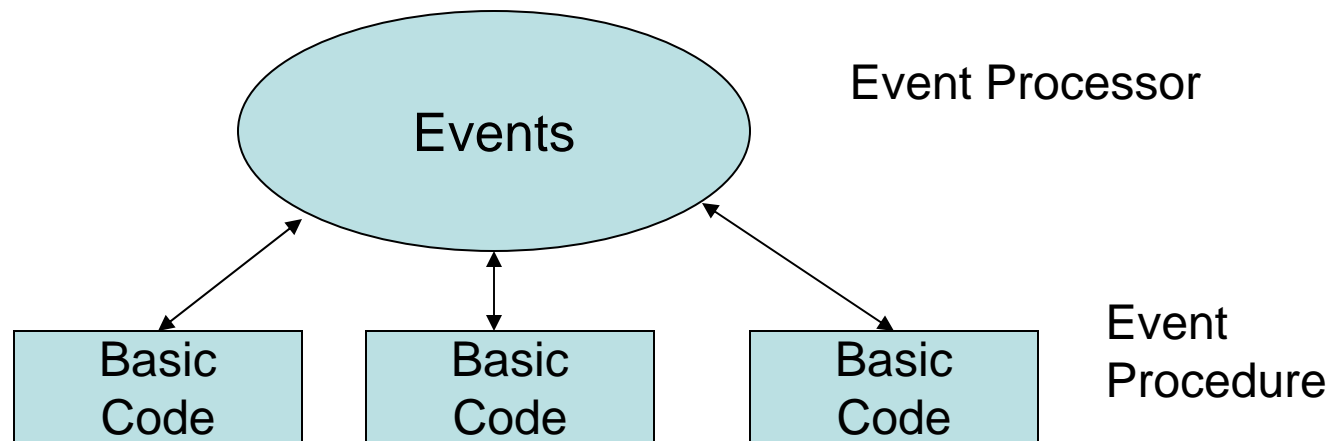 Event Processor
Events
Basic
Code
Basic
Code
Basic
Code
Event
Procedure